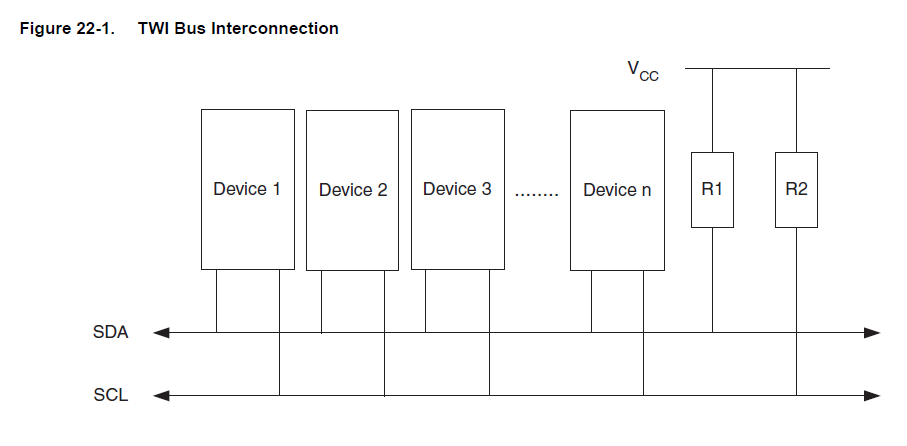 Figure 22-1. TWI Bus Interconnection
VCC
Device 1 Device 2 Device 3 ........ Device n R1 R2
SDA
SCL